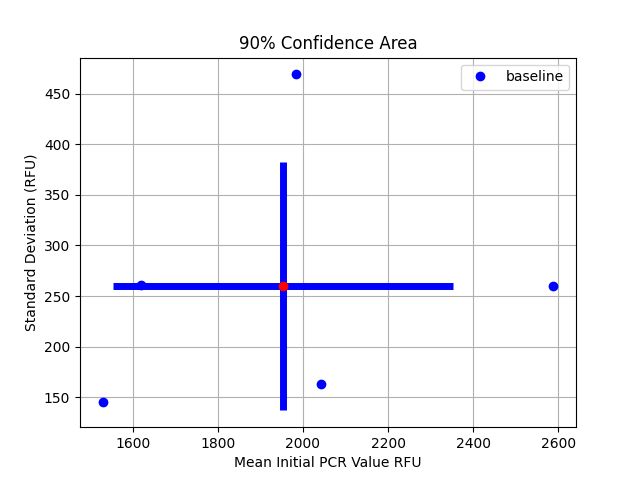 90% Confidence Area
baseline
Standard Deviation (RFU)
450
400
350
300
250
200
150
1600 1800 2000 2200 2400 2600
Mean Initial PCR Value RFU